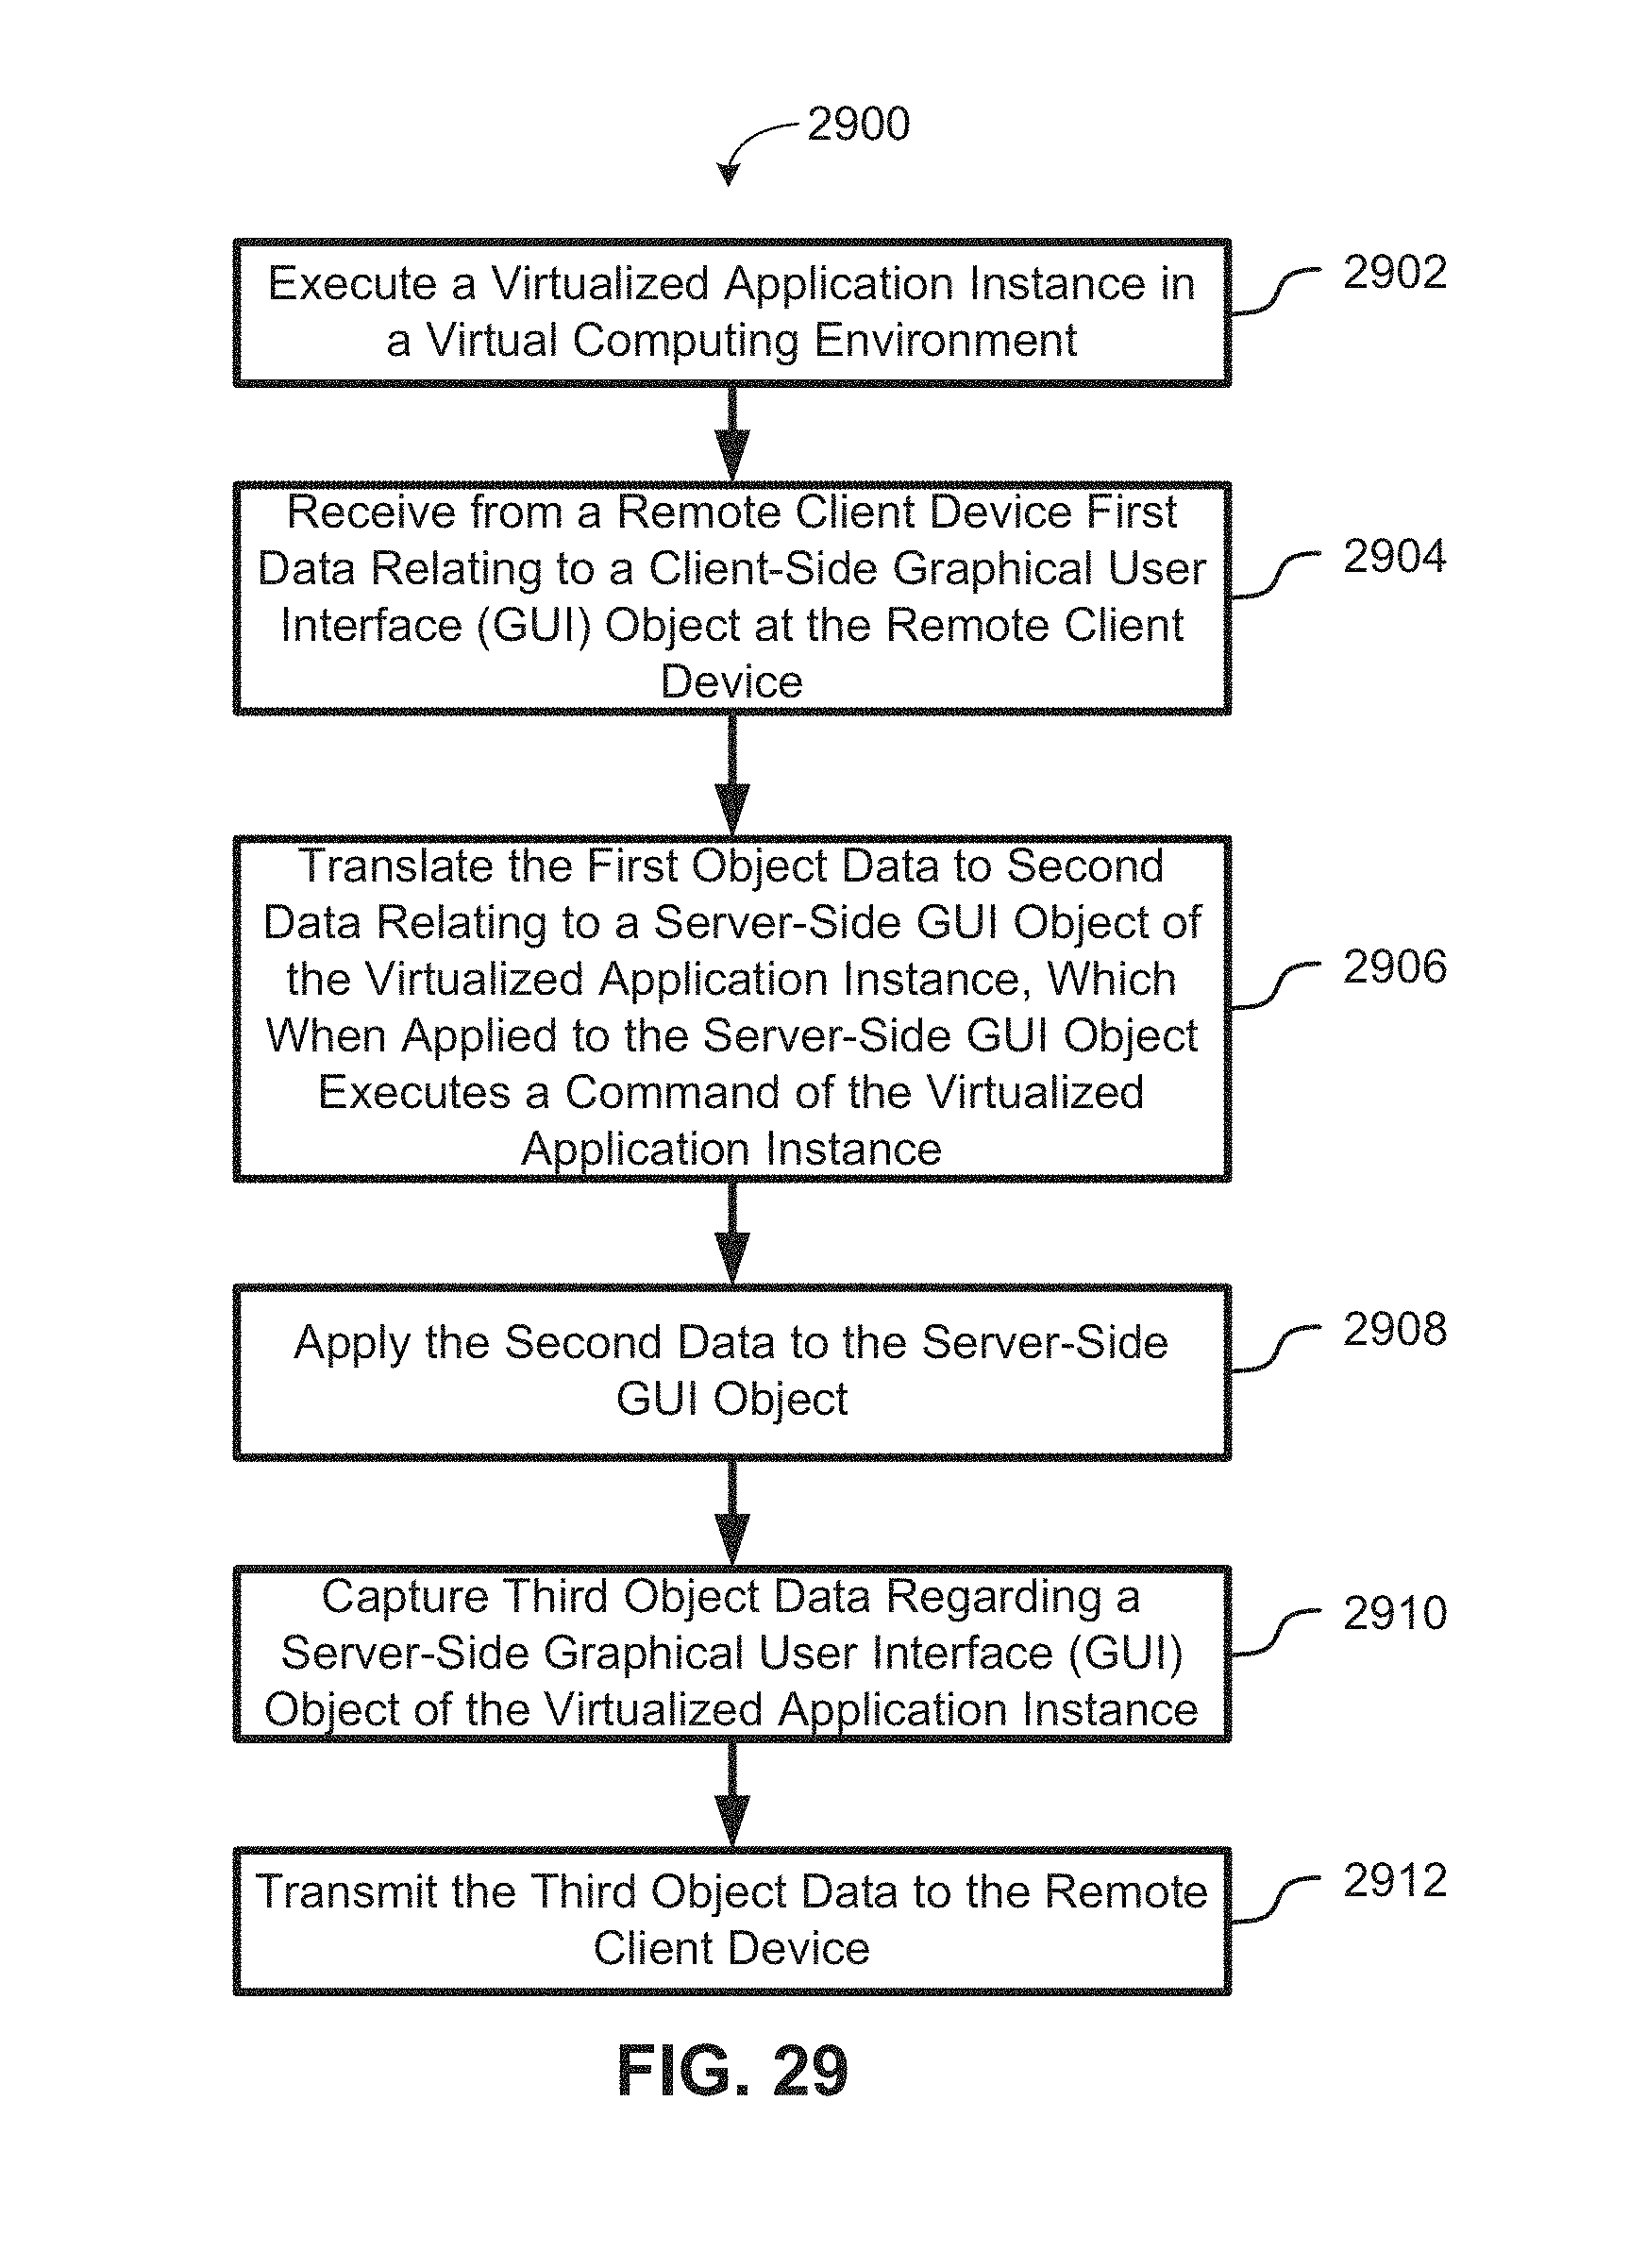 2900
Execute a Virtualized Application Instance in
a Virtual Computing Environment
2902
Receive from a Remote Client Device First
Data Relating to a Client-Side Graphical User
Interface (GUI) Object at the Remote Client
Device
2904
Translate the First Object Data to Second
Data Relating to a Server-Side GUI Object of
the Virtualized Application Instance, Which
When Applied to the Server-Side GUI Object
Executes a Command of the Virtualized
Application Instance
2906
Apply the Second Data to the Server-Side
GUI Object
2908
Capture Third Object Data Regarding a
Server-Side Graphical User Interface (GUI)
Object of the Virtualized Application Instance
2910
Transmit the Third Object Data to the Remote
Client Device
2912
FIG. 29